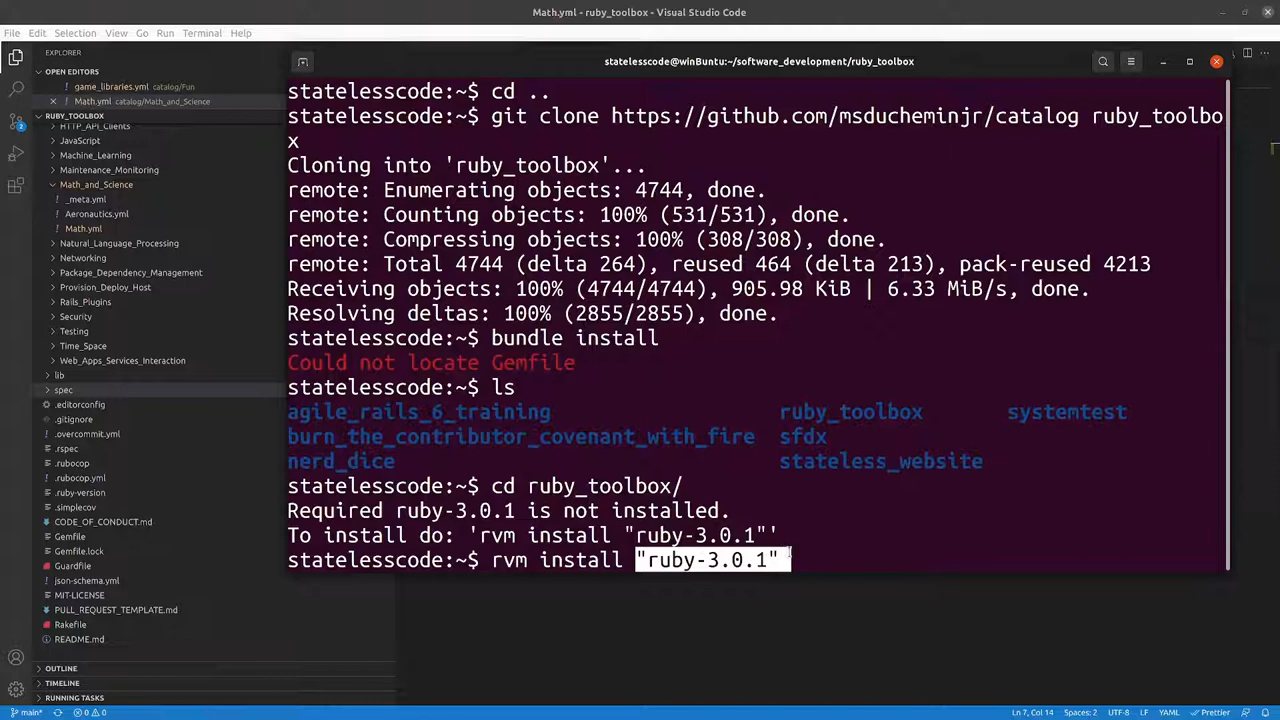 Math.yml - ruby_toolbox - Visual Studio Code
File Edit Selection View Go Run Terminal Help
EXPLORER
OPEN EDITORS
game_libraries.yml catalog/Fun
Math.yml catalog/Math_and_Science
RUBY_TOOLBOX
HTTP_API_Clients
JavaScript
Machine_Learning
Maintenance_Monitoring
Math_and_Science
_meta.yml
Aeronautics.yml
Math.yml
Natural_Language_Processing
Networking
Package_Dependency_Management
Provision_Deploy_Host
Rails_Plugins
Security
Testing
Time_Space
Web_Apps_Services_Interaction
lib
spec
.editorconfig
.gitignore
.overcommit.yml
.rspec
.rubocop
.rubocop.yml
.ruby-version
.simplecov
CODE_OF_CONDUCT.md
Gemfile
Gemfile.lock
Guardfile
json-schema.yml
MIT-LICENSE
PULL_REQUEST_TEMPLATE.md
Rakefile
README.md
OUTLINE
TIMELINE
RUNNING TASKS
2
statelesscode@winBuntu:~/software_development/ruby_toolbox
statelesscode:~$ cd ..
statelesscode:~$ git clone https://github.com/msducheminjr/catalog ruby_toolbo
x
Cloning into 'ruby_toolbox'...
remote: Enumerating objects: 4744, done.
remote: Counting objects: 100% (531/531), done.
remote: Compressing objects: 100% (308/308), done.
remote: Total 4744 (delta 264), reused 464 (delta 213), pack-reused 4213
Receiving objects: 100% (4744/4744), 905.98 KiB | 6.33 MiB/s, done.
Resolving deltas: 100% (2855/2855), done.
statelesscode:~$ bundle install
Could not locate Gemfile
statelesscode:~$ ls
agile_rails_6_training ruby_toolbox systemtest
burn_the_contributor_covenant_with_fire sfdx
nerd_dice stateless_website
statelesscode:~$ cd ruby_toolbox/
Required ruby-3.0.1 is not installed.
To install do: 'rvm install "ruby-3.0.1"'
statelesscode:~$ rvm install "ruby-3.0.1"
main* 0 0 Ln 7, Col 14 Spaces: 2 UTF-8 LF YAML Prettier